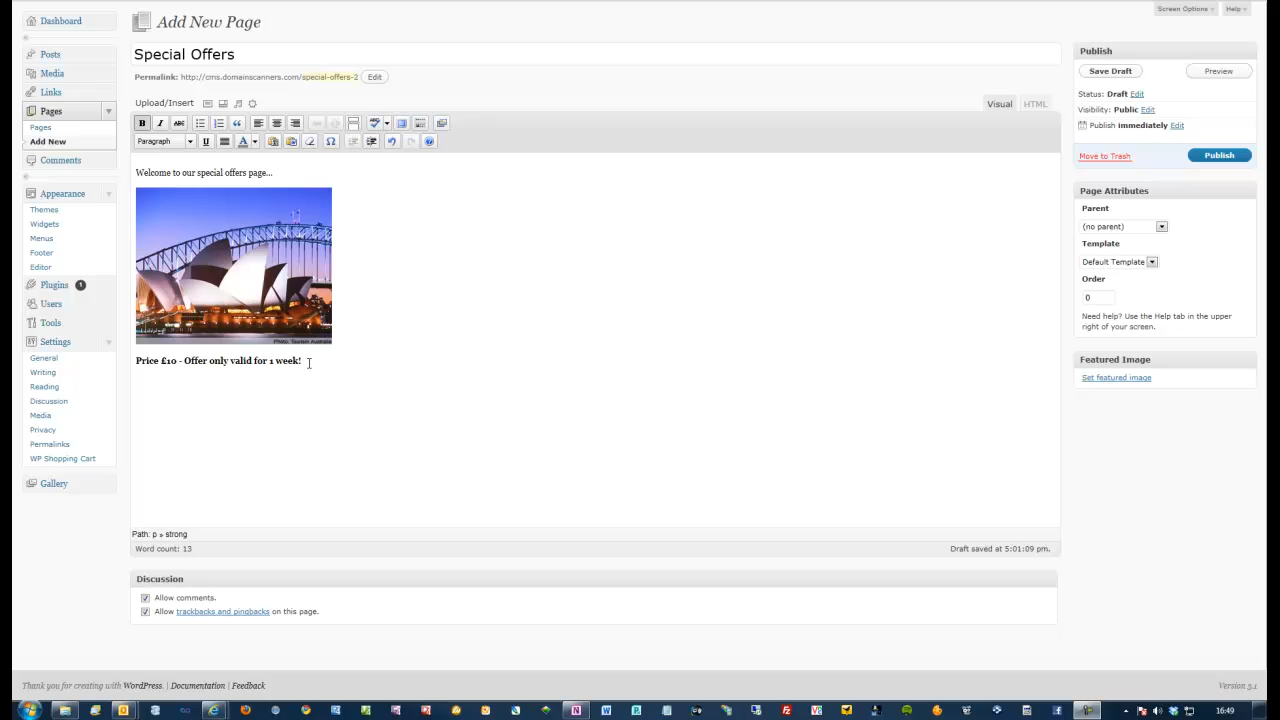 Screen Options
Help
Dashboard
Add New Page
Posts
Media
Links
Pages
Pages
Add New
Comments
Appearance
Themes
Widgets
Menus
Footer
Editor
Plugins 1
Users
Tools
Settings
General
Writing
Reading
Discussion
Media
Privacy
Permalinks
WP Shopping Cart
Gallery
Special Offers
Permalink: http://cms.domainscanners.com/special-offers-2 Edit
Upload/Insert
Visual
HTML
B I ABC
Paragraph U A Ω
Welcome to our special offers page...
Photo: Tourism Australia
Price £10 - Offer only valid for 1 week!
Path: p » strong
Word count: 13
Draft saved at 5:01:09 pm.
Discussion
Allow comments.
Allow trackbacks and pingbacks on this page.
Publish
Save Draft
Preview
Status: Draft Edit
Visibility: Public Edit
Publish immediately Edit
Move to Trash
Publish
Page Attributes
Parent
(no parent)
Template
Default Template
Order
0
Need help? Use the Help tab in the upper
right of your screen.
Featured Image
Set featured image
Thank you for creating with WordPress. | Documentation | Feedback
Version 3.1
16:49